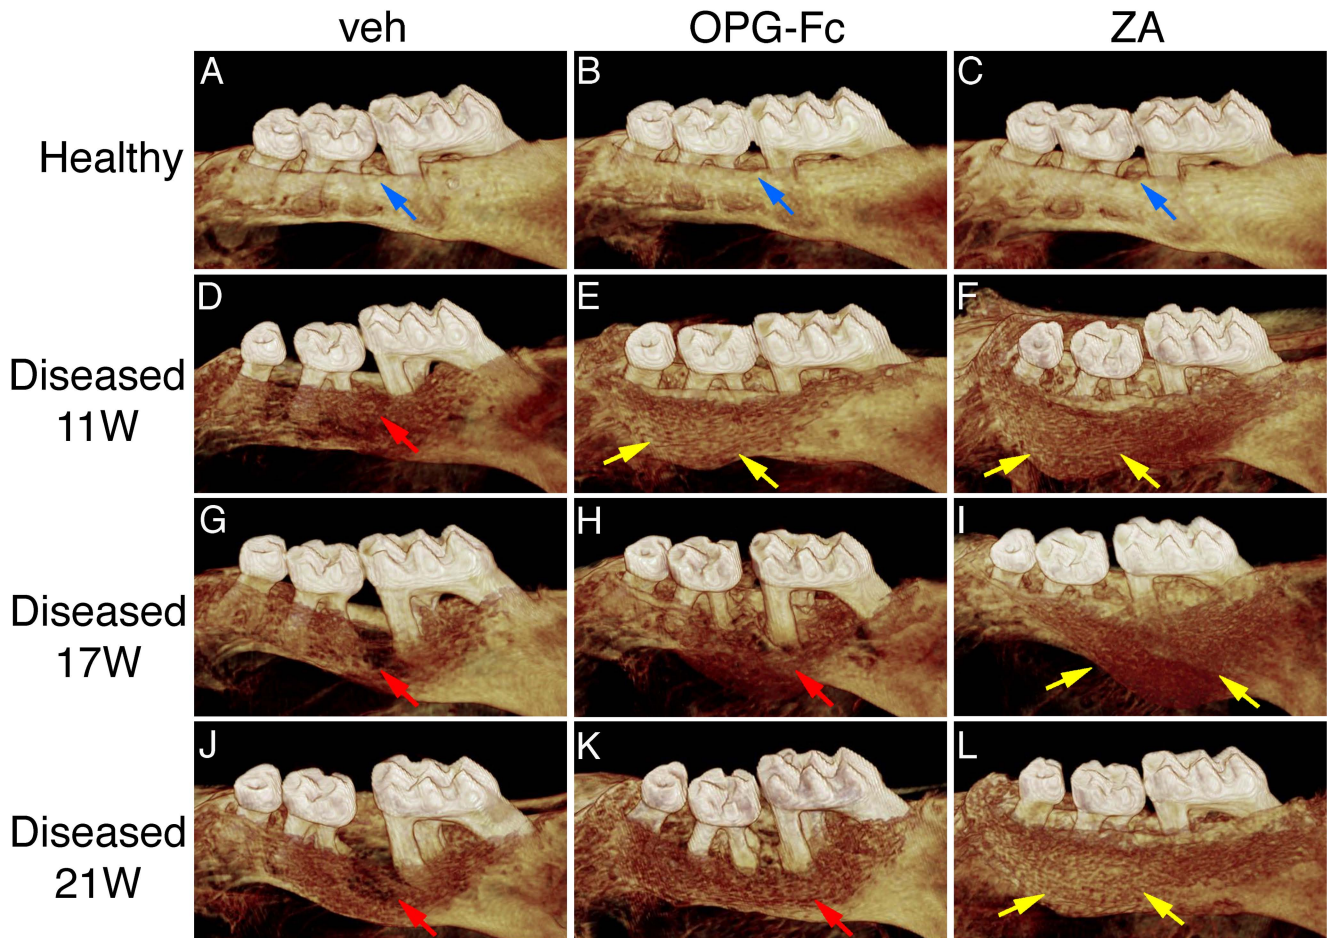 veh OPG-Fc ZA
Healthy A B C
Diseased 11W D E F
Diseased 17W G H I
Diseased 21W J K L